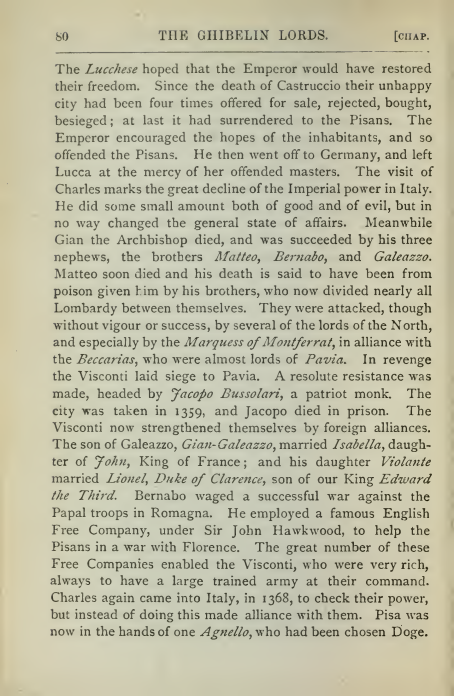 80 THE GHIBELIN LORDS. [CHAP.
The Lucchese hoped that the Emperor would have restored
their freedom. Since the death of Castruccio their unhappy
city had been four times offered for sale, rejected, bought,
besieged; at last it had surrendered to the Pisans. The
Emperor encouraged the hopes of the inhabitants, and so
offended the Pisans. He then went off to Germany, and left
Lucca at the mercy of her offended masters. The visit of
Charles marks the great decline of the Imperial power in Italy.
He did some small amount both of good and of evil, but in
no way changed the general state of affairs. Meanwhile
Gian the Archbishop died, and was succeeded by his three
nephews, the brothers Matteo, Bernabo, and Galeazzo.
Matteo soon died and his death is said to have been from
poison given him by his brothers, who now divided nearly all
Lombardy between themselves. They were attacked, though
without vigour or success, by several of the lords of the North,
and especially by the Marquess of Montferrat, in alliance with
the Beccarias, who were almost lords of Pavia. In revenge
the Visconti laid siege to Pavia. A resolute resistance was
made, headed by Jacopo Bussolari, a patriot monk. The
city was taken in 1359, and Jacopo died in prison. The
Visconti now strengthened themselves by foreign alliances.
The son of Galeazzo, Gian-Galeazzo, married Isabella, daugh-
ter of John, King of France; and his daughter Violante
married Lionel, Duke of Clarence, son of our King Edward
the Third. Bernabo waged a successful war against the
Papal troops in Romagna. He employed a famous English
Free Company, under Sir John Hawkwood, to help the
Pisans in a war with Florence. The great number of these
Free Companies enabled the Visconti, who were very rich,
always to have a large trained army at their command.
Charles again came into Italy, in 1368, to check their power,
but instead of doing this made alliance with them. Pisa was
now in the hands of one Agnello, who had been chosen Doge.